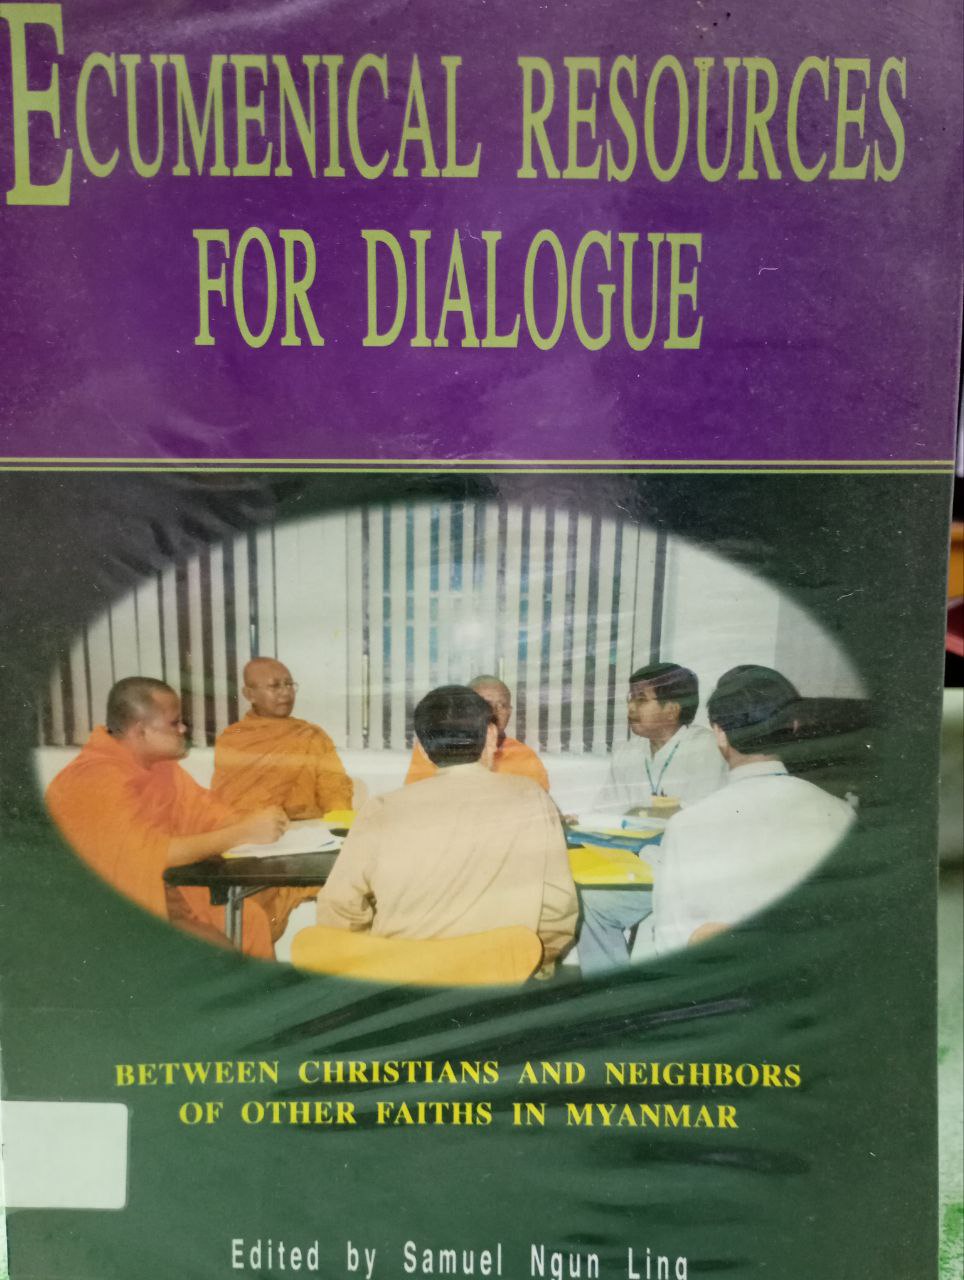 ECUMENICAL RESOURCES
FOR DIALOGUE
BETWEEN CHRISTIANS AND NEIGHBORS
OF OTHER FAITHS IN MYANMAR
Edited by Samuel Ngun Ling